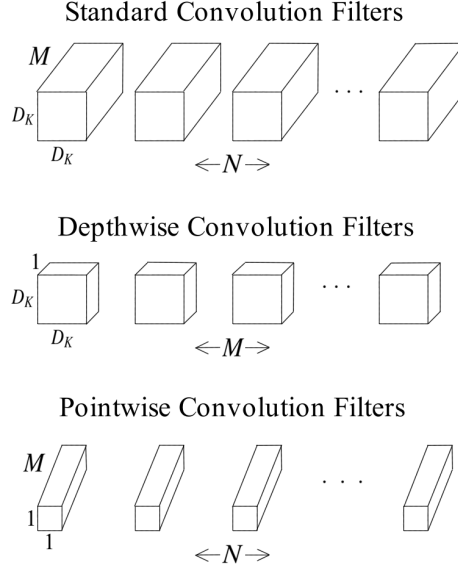 Standard Convolution Filters
M
D_K
D_K
← N →
. . .
Depthwise Convolution Filters
1
D_K
D_K
← M →
. . .
Pointwise Convolution Filters
M
1
1
← N →
. . .